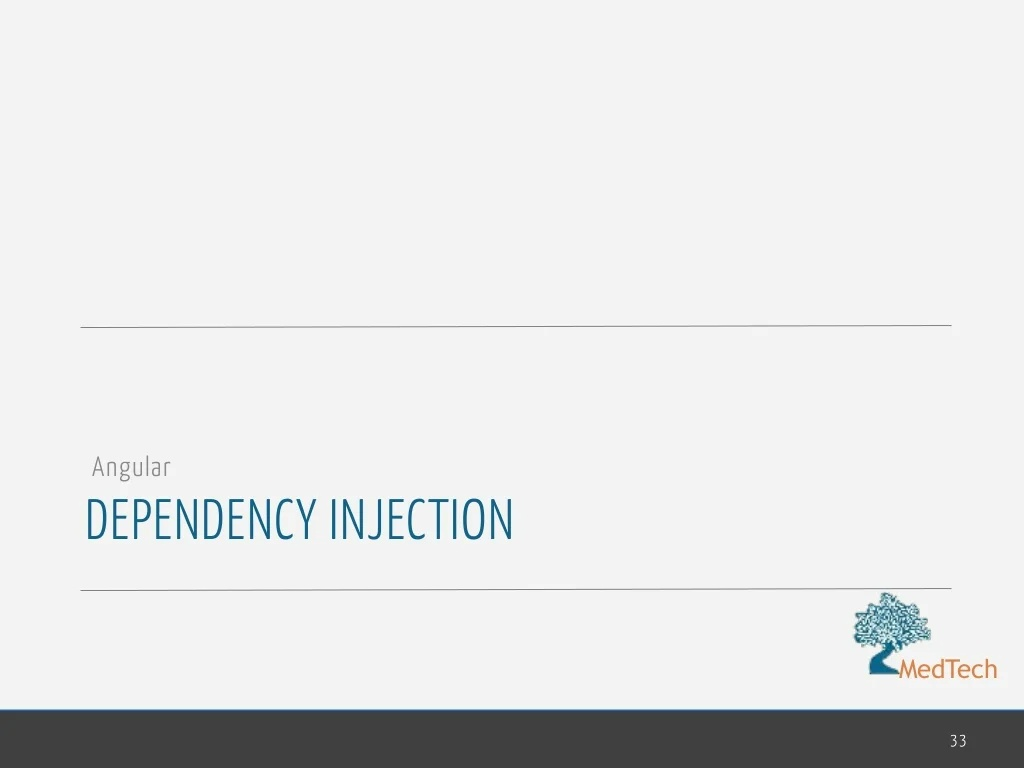 Angular
DEPENDENCY INJECTION
MedTech
33